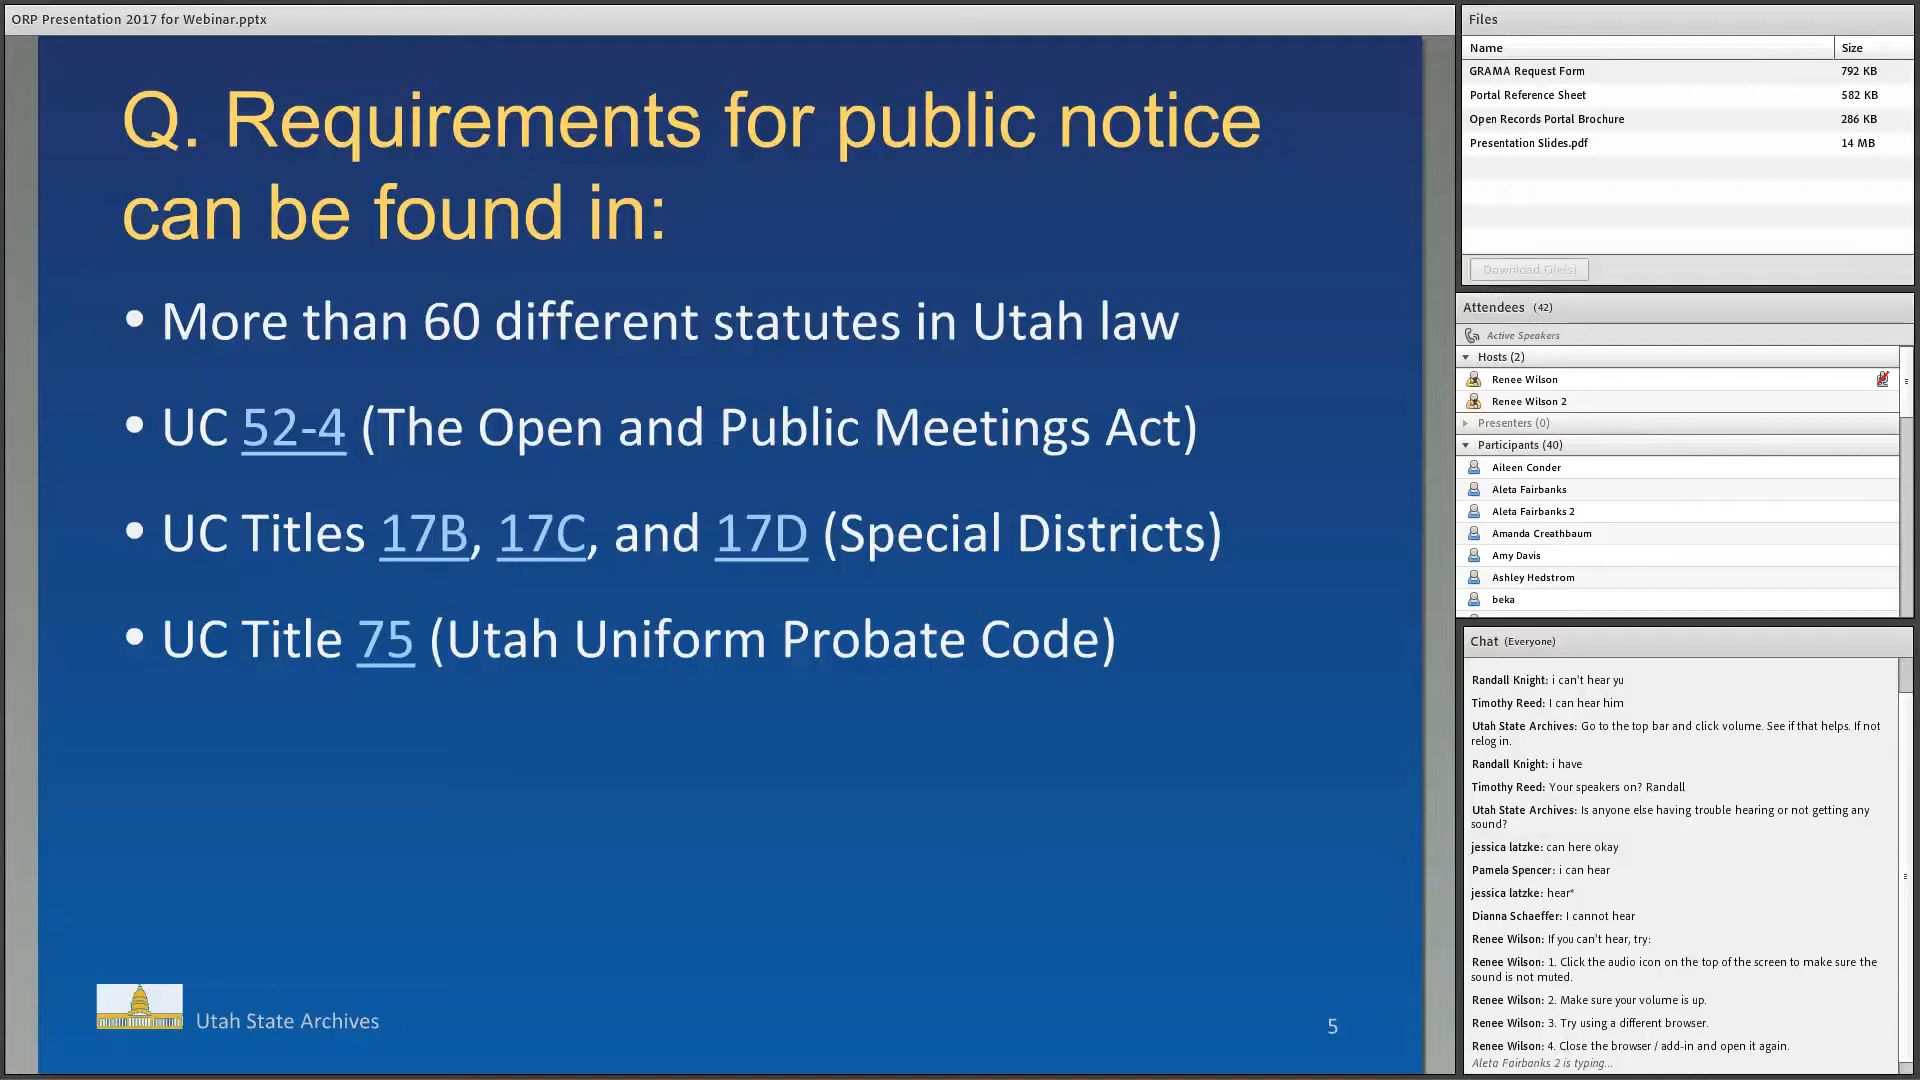 ORP Presentation 2017 for Webinar.pptx
Q. Requirements for public notice
can be found in:
• More than 60 different statutes in Utah law
• UC 52-4 (The Open and Public Meetings Act)
• UC Titles 17B, 17C, and 17D (Special Districts)
• UC Title 75 (Utah Uniform Probate Code)
Utah State Archives
5
Files
Name Size
GRAMA Request Form 792 KB
Portal Reference Sheet 582 KB
Open Records Portal Brochure 286 KB
Presentation Slides.pdf 14 MB
Download File(s)
Attendees (42)
Active Speakers
Hosts (2)
Renee Wilson
Renee Wilson 2
Presenters (0)
Participants (40)
Aileen Conder
Aleta Fairbanks
Aleta Fairbanks 2
Amanda Creathbaum
Amy Davis
Ashley Hedstrom
beka
Chat (Everyone)
Randall Knight: i can't hear yu
Timothy Reed: I can hear him
Utah State Archives: Go to the top bar and click volume. See if that helps. If not
relog in.
Randall Knight: i have
Timothy Reed: Your speakers on? Randall
Utah State Archives: Is anyone else having trouble hearing or not getting any
sound?
jessica latzke: can here okay
Pamela Spencer: i can hear
jessica latzke: hear*
Dianna Schaeffer: I cannot hear
Renee Wilson: If you can't hear, try:
Renee Wilson: 1. Click the audio icon on the top of the screen to make sure the
sound is not muted.
Renee Wilson: 2. Make sure your volume is up.
Renee Wilson: 3. Try using a different browser.
Renee Wilson: 4. Close the browser / add-in and open it again.
Aleta Fairbanks 2 is typing...